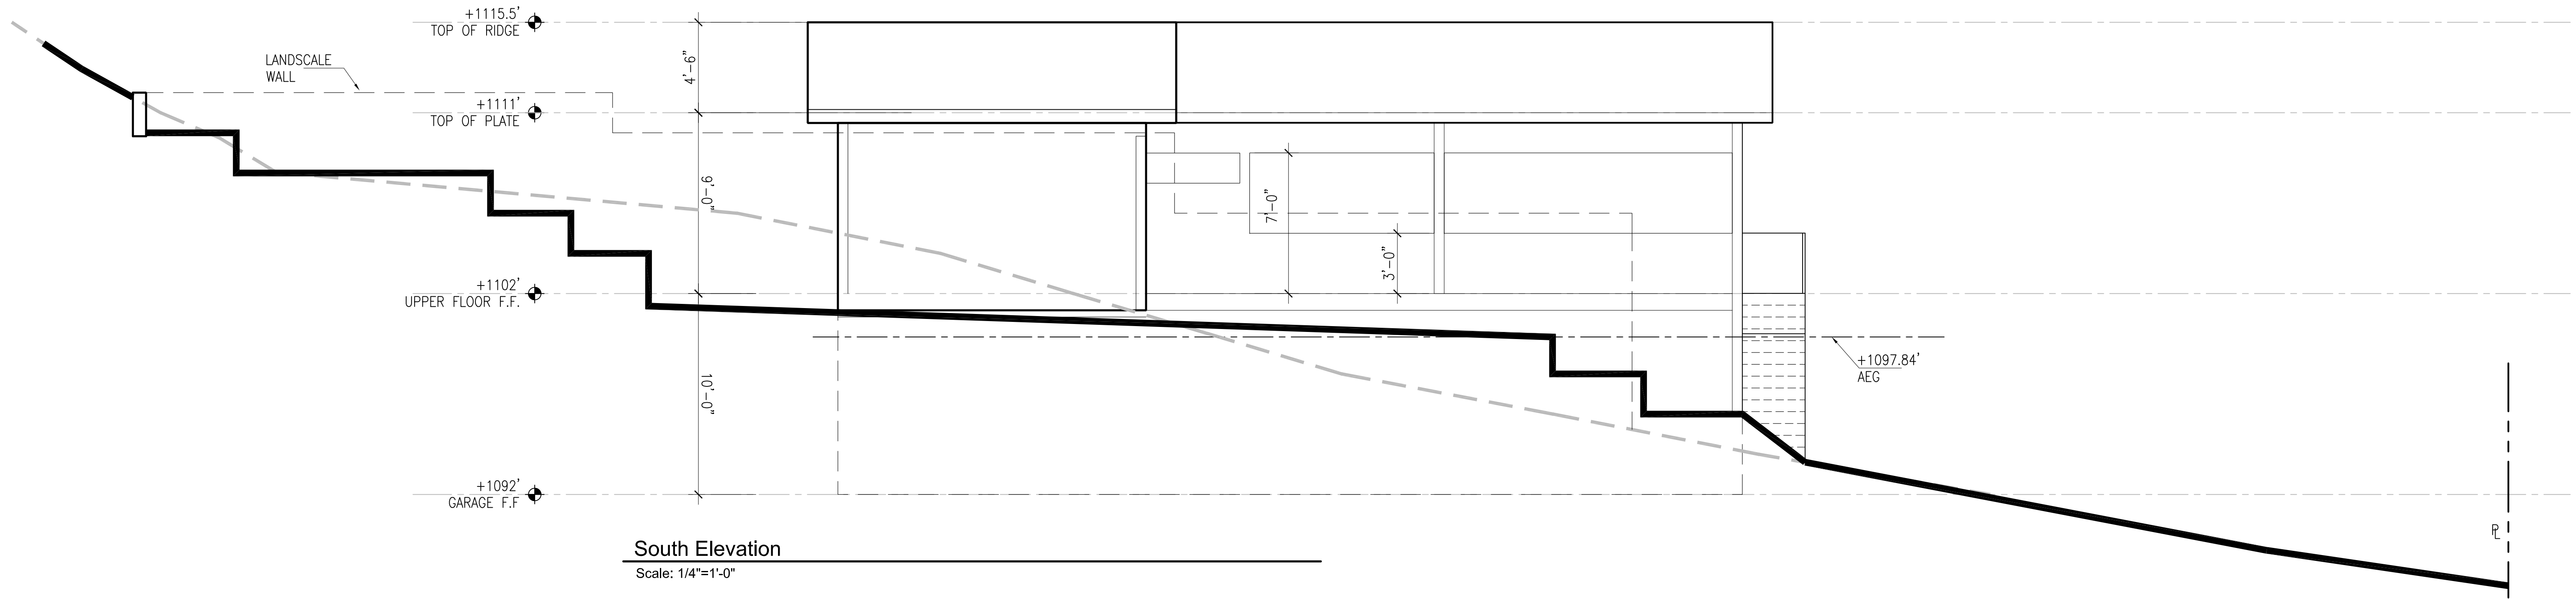 +1115.5'
TOP OF RIDGE
LANDSCALE
WALL
4'-6"
+1111'
TOP OF PLATE
9'-0"
7'-0"
3'-0"
+1102'
UPPER FLOOR F.F.
+1097.84'
AEG
10'-0"
+1092'
GARAGE F.F
PL
South Elevation
Scale: 1/4"=1'-0"